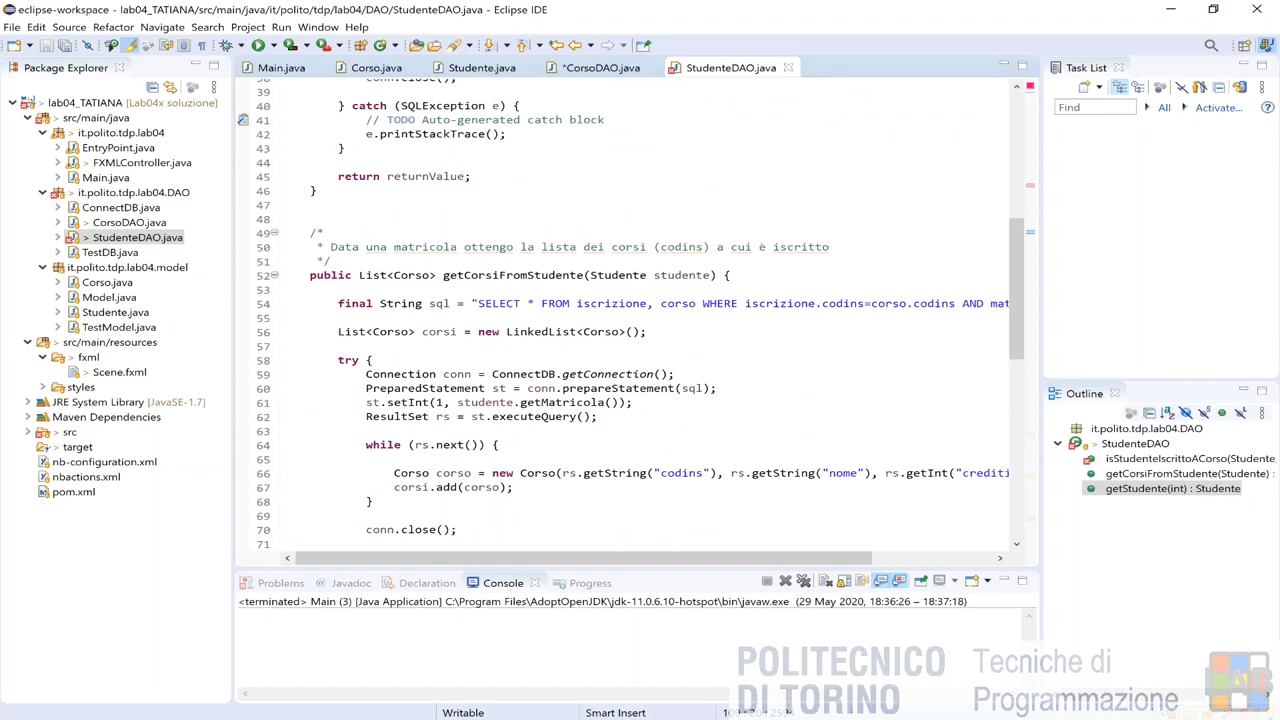 eclipse-workspace - lab04_TATIANA/src/main/java/it/polito/tdp/lab04/DAO/StudenteDAO.java - Eclipse IDE
File Edit Source Refactor Navigate Search Project Run Window Help
Package Explorer
Main.java Corso.java Studente.java *CorsoDAO.java StudenteDAO.java
Task List
Find All Activate...
lab04_TATIANA [Lab04x soluzione]
src/main/java
it.polito.tdp.lab04
EntryPoint.java
> FXMLController.java
Main.java
> it.polito.tdp.lab04.DAO
ConnectDB.java
> CorsoDAO.java
> StudenteDAO.java
TestDB.java
it.polito.tdp.lab04.model
Corso.java
Model.java
Studente.java
TestModel.java
src/main/resources
fxml
Scene.fxml
styles
JRE System Library [JavaSE-1.7]
Maven Dependencies
> src
target
nb-configuration.xml
nbactions.xml
pom.xml
conn.close();
39
40 } catch (SQLException e) {
41 // TODO Auto-generated catch block
42 e.printStackTrace();
43 }
44
45 return returnValue;
46 }
47
48
49 /*
50 * Data una matricola ottengo la lista dei corsi (codins) a cui è iscritto
51 */
52 public List<Corso> getCorsiFromStudente(Studente studente) {
53
54 final String sql = "SELECT * FROM iscrizione, corso WHERE iscrizione.codins=corso.codins AND mat
55
56 List<Corso> corsi = new LinkedList<Corso>();
57
58 try {
59 Connection conn = ConnectDB.getConnection();
60 PreparedStatement st = conn.prepareStatement(sql);
61 st.setInt(1, studente.getMatricola());
62 ResultSet rs = st.executeQuery();
63
64 while (rs.next()) {
65
66 Corso corso = new Corso(rs.getString("codins"), rs.getString("nome"), rs.getInt("crediti
67 corsi.add(corso);
68 }
69
70 conn.close();
71
Outline
it.polito.tdp.lab04.DAO
> StudenteDAO
isStudenteIscrittoACorso(Studente,
getCorsiFromStudente(Studente) :
getStudente(int) : Studente
Problems Javadoc Declaration Console Progress
<terminated> Main (3) [Java Application] C:\Program Files\AdoptOpenJDK\jdk-11.0.6.10-hotspot\bin\javaw.exe (29 May 2020, 18:36:26 – 18:37:18)
POLITECNICO
DI TORINO
Tecniche di
Programmazione
Writable Smart Insert